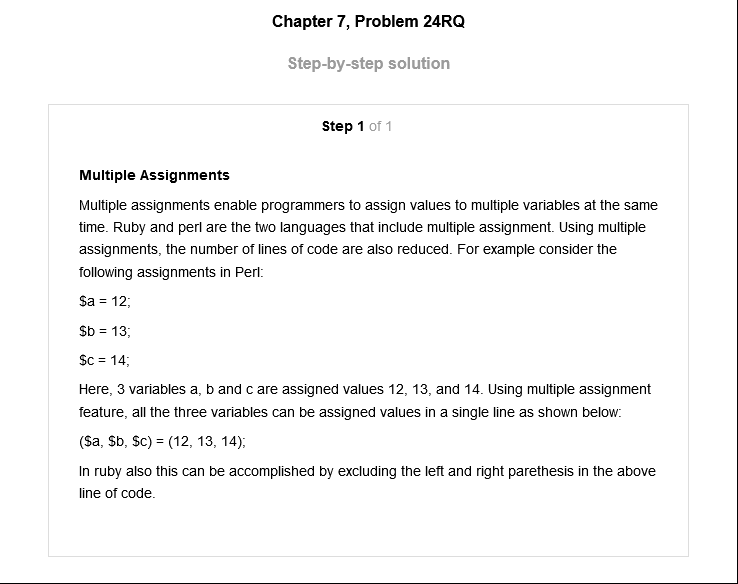 Chapter 7, Problem 24RQ
Step-by-step solution
Step 1 of 1
Multiple Assignments
Multiple assignments enable programmers to assign values to multiple variables at the same
time. Ruby and perl are the two languages that include multiple assignment. Using multiple
assignments, the number of lines of code are also reduced. For example consider the
following assignments in Perl:
$a = 12;
$b = 13;
$c = 14;
Here, 3 variables a, b and c are assigned values 12, 13, and 14. Using multiple assignment
feature, all the three variables can be assigned values in a single line as shown below:
($a, $b, $c) = (12, 13, 14);
In ruby also this can be accomplished by excluding the left and right parethesis in the above
line of code.